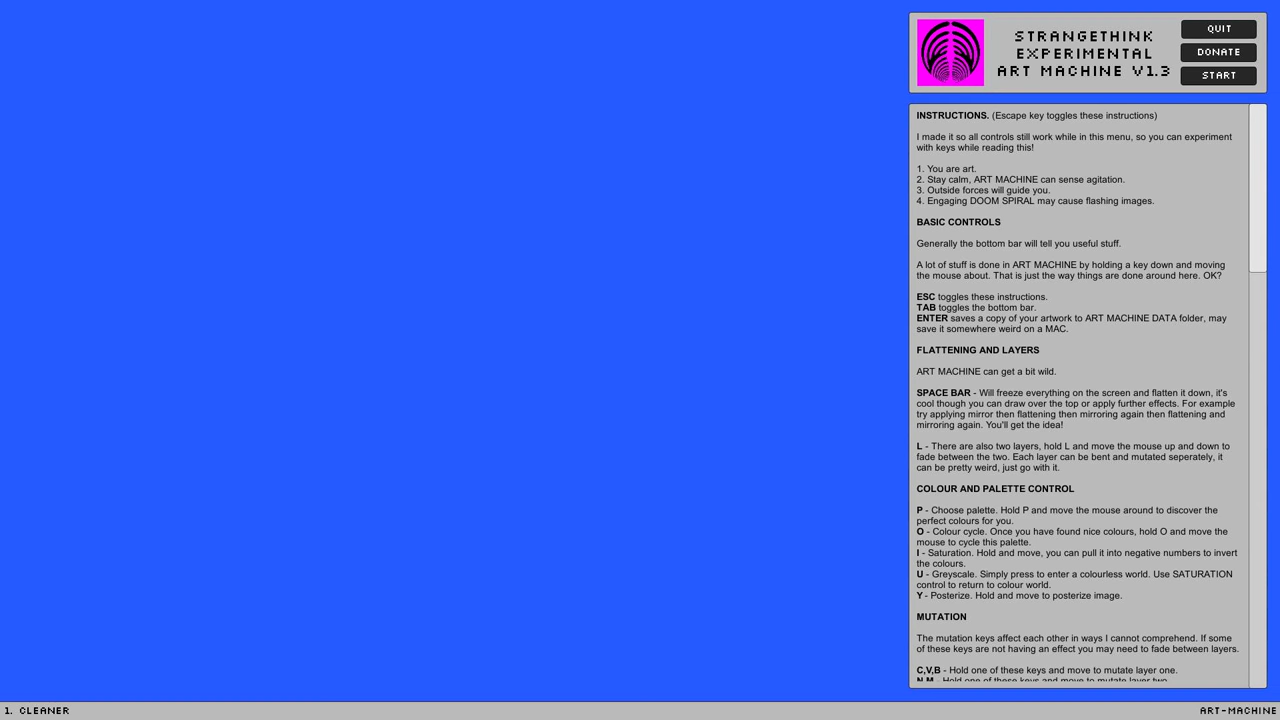 STRANGETHINK
EXPERIMENTAL
ART MACHINE V1.3
QUIT
DONATE
START
INSTRUCTIONS. (Escape key toggles these instructions)
I made it so all controls still work while in this menu, so you can experiment
with keys while reading this!
1. You are art.
2. Stay calm, ART MACHINE can sense agitation.
3. Outside forces will guide you.
4. Engaging DOOM SPIRAL may cause flashing images.
BASIC CONTROLS
Generally the bottom bar will tell you useful stuff.
A lot of stuff is done in ART MACHINE by holding a key down and moving
the mouse about. That is just the way things are done around here. OK?
ESC toggles these instructions.
TAB toggles the bottom bar.
ENTER saves a copy of your artwork to ART MACHINE DATA folder, may
save it somewhere weird on a MAC.
FLATTENING AND LAYERS
ART MACHINE can get a bit wild.
SPACE BAR - Will freeze everything on the screen and flatten it down, it's
cool though you can draw over the top or apply further effects. For example
try applying mirror then flattening then mirroring again then flattening and
mirroring again. You'll get the idea!
L - There are also two layers, hold L and move the mouse up and down to
fade between the two. Each layer can be bent and mutated seperately, it
can be pretty weird, just go with it.
COLOUR AND PALETTE CONTROL
P - Choose palette. Hold P and move the mouse around to discover the
perfect colours for you.
O - Colour cycle. Once you have found nice colours, hold O and move the
mouse to cycle this palette.
I - Saturation. Hold and move, you can pull it into negative numbers to invert
the colours.
U - Greyscale. Simply press to enter a colourless world. Use SATURATION
control to return to colour world.
Y - Posterize. Hold and move to posterize image.
MUTATION
The mutation keys affect each other in ways I cannot comprehend. If some
of these keys are not having an effect you may need to fade between layers.
C,V,B - Hold one of these keys and move to mutate layer one.
N,M - Hold one of these keys and move to mutate layer two.
1. CLEANER
ART-MACHINE